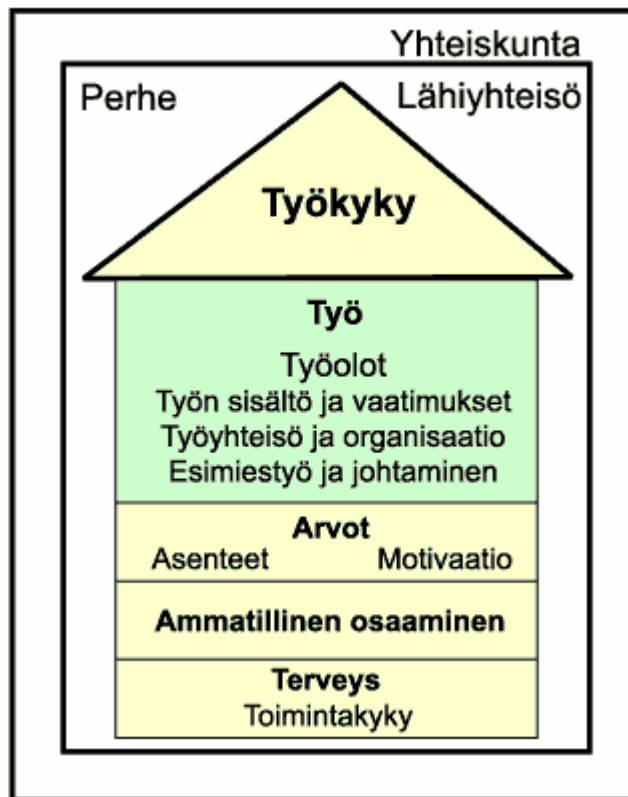 Yhteiskunta
Perhe Lähiyhteisö
Työkyky
Työ
Työolot
Työn sisältö ja vaatimukset
Työyhteisö ja organisaatio
Esimiestyö ja johtaminen
Arvot
Asenteet Motivaatio
Ammatillinen osaaminen
Terveys
Toimintakyky